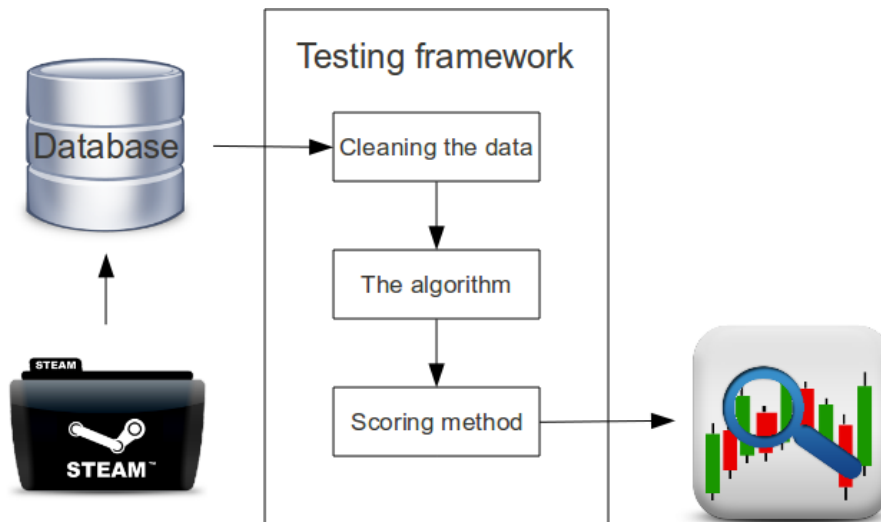 Testing framework
Database
Cleaning the data
The algorithm
STEAM
Scoring method
STEAM™